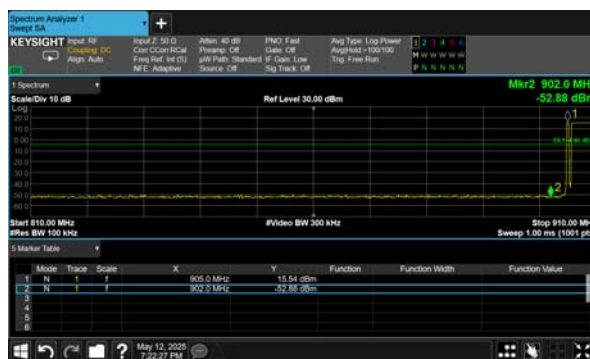 Spectrum Analyzer 1
Swept SA
KEYSIGHT
Input: RF
Coupling: DC
Align: Auto
Input Z: 50 Ω
Corr CCorr RCal
Freq Ref: Int (S)
NFE: Adaptive
Atten: 40 dB
Preamp: Off
µW Path: Standard
Source: Off
PNO: Fast
Gate: Off
IF Gain: Low
Sig Track: Off
Avg Type: Log-Power
Avg|Hold:>100/100
Trig: Free Run
1 2 3 4 5 6
M W W W W W
P N N N N N
1 Spectrum
Mkr2 902.0 MH
Scale/Div 10 dB
Ref Level 30.00 dBm
-52.88 dB
Log
20.0
10.0
0.00
-10.0
-20.0
-30.0
-40.0
-50.0
-60.0
1
2
Start 810.00 MHz
#Video BW 300 kHz
Stop 910.00 MH
#Res BW 100 kHz
Sweep 1.00 ms (1001 pt
5 Marker Table
Mode Trace Scale X Y Function Function Width Function Value
1 N 1 f 905.0 MHz 15.54 dBm
2 N 1 f 902.0 MHz -52.88 dBm
3
4
5
6
?
May 12, 2025
7:22:27 PM